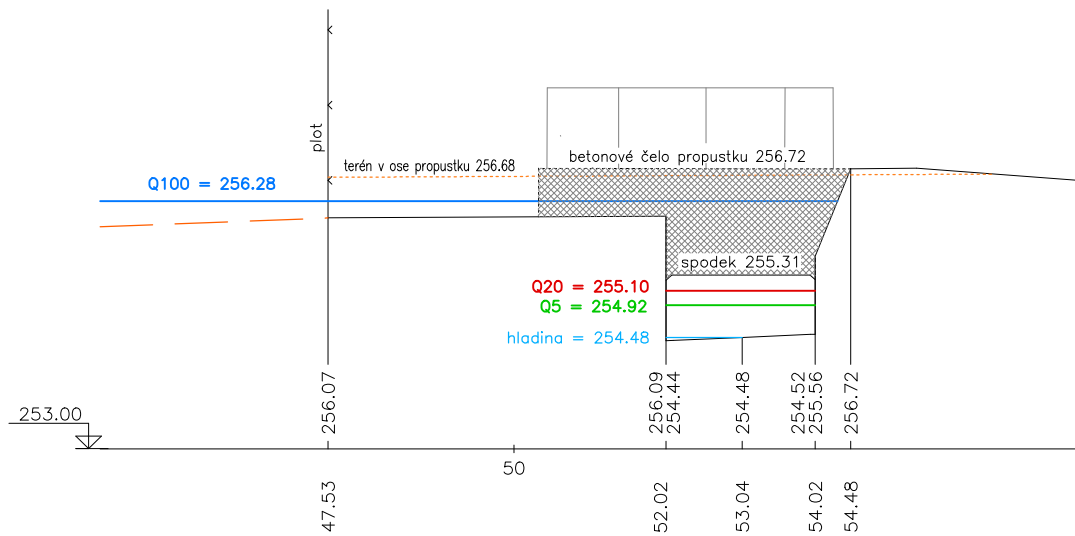 plot
betonové čelo propustku 256.72
terén v ose propustku 256.68
Q100 = 256.28
spodek 255.31
Q20 = 255.10
Q5 = 254.92
hladina = 254.48
253.00
256.07
256.09
254.44
254.48
254.52
255.56
256.72
50
47.53
52.02
53.04
54.02
54.48